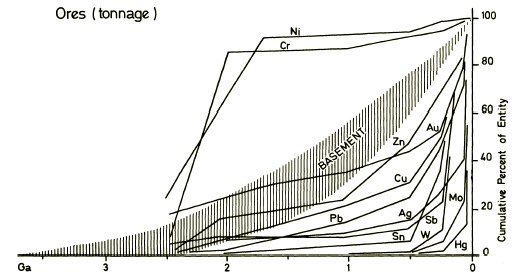 Ores (tonnage)
100
Ni
Cr
80
60
BASEMENT
Au
Zn
40
Cu
Mo
Pb
20
Ag
Sb
Sn
W
Hg
0
Ga
3
2
1
0
Cumulative Percent of Entity